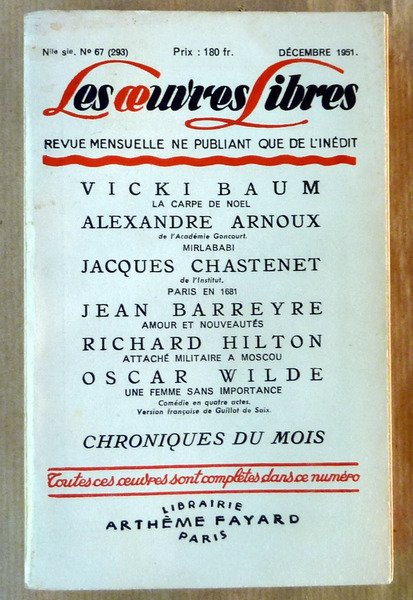 Nlle sie. No 67 (293) Prix : 180 fr. DÉCEMBRE 1951.
Les œuvres Libres
REVUE MENSUELLE NE PUBLIANT QUE DE L'INÉDIT
VICKI BAUM
LA CARPE DE NOEL
ALEXANDRE ARNOUX
de l'Académie Goncourt.
MIRLABABI
JACQUES CHASTENET
de l'Institut.
PARIS EN 1681
JEAN BARREYRE
AMOUR ET NOUVEAUTÉS
RICHARD HILTON
ATTACHÉ MILITAIRE A MOSCOU
OSCAR WILDE
UNE FEMME SANS IMPORTANCE
Comédie en quatre actes.
Version française de Guillot de Saix.
CHRONIQUES DU MOIS
Toutes ces œuvres sont complètes dans ce numéro
LIBRAIRIE
ARTHÈME FAYARD
PARIS